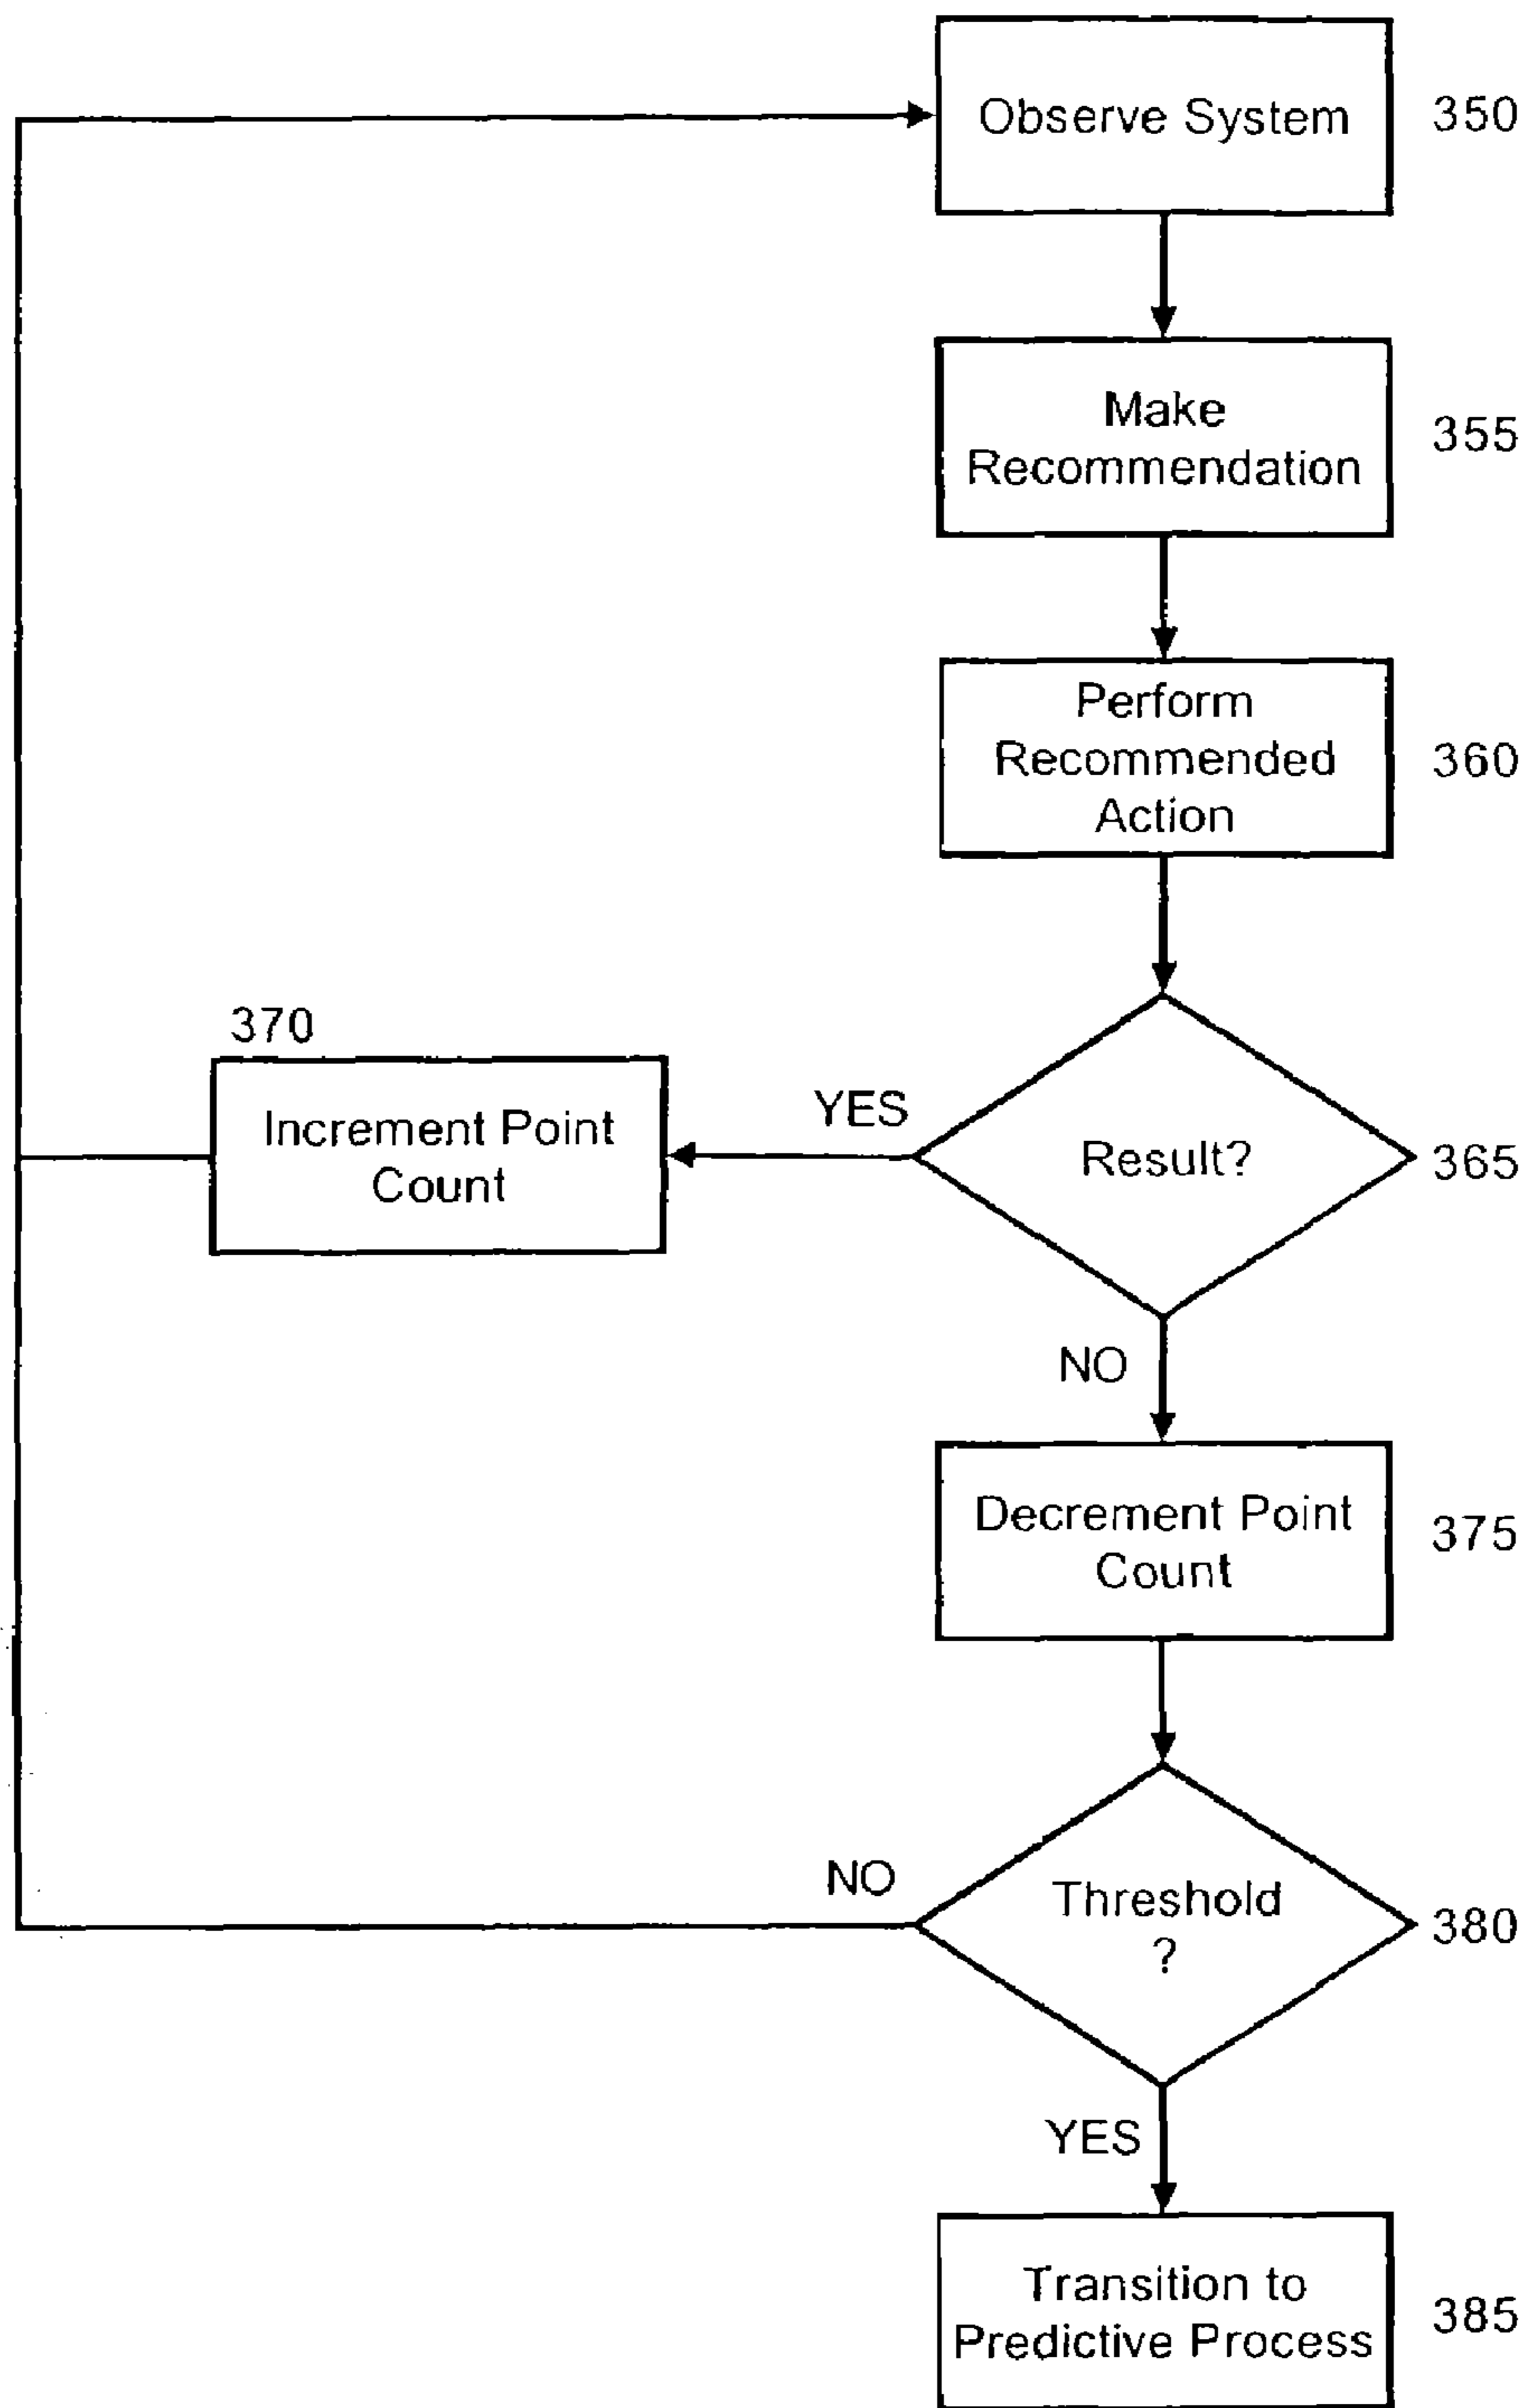 Observe System
350
Make
Recommendation
355
Perform
Recommended
Action
360
370
Increment Point
Count
YES
Result?
365
NO
Decrement Point
Count
375
NO
Threshold
?
380
YES
Transition to
Predictive Process
385